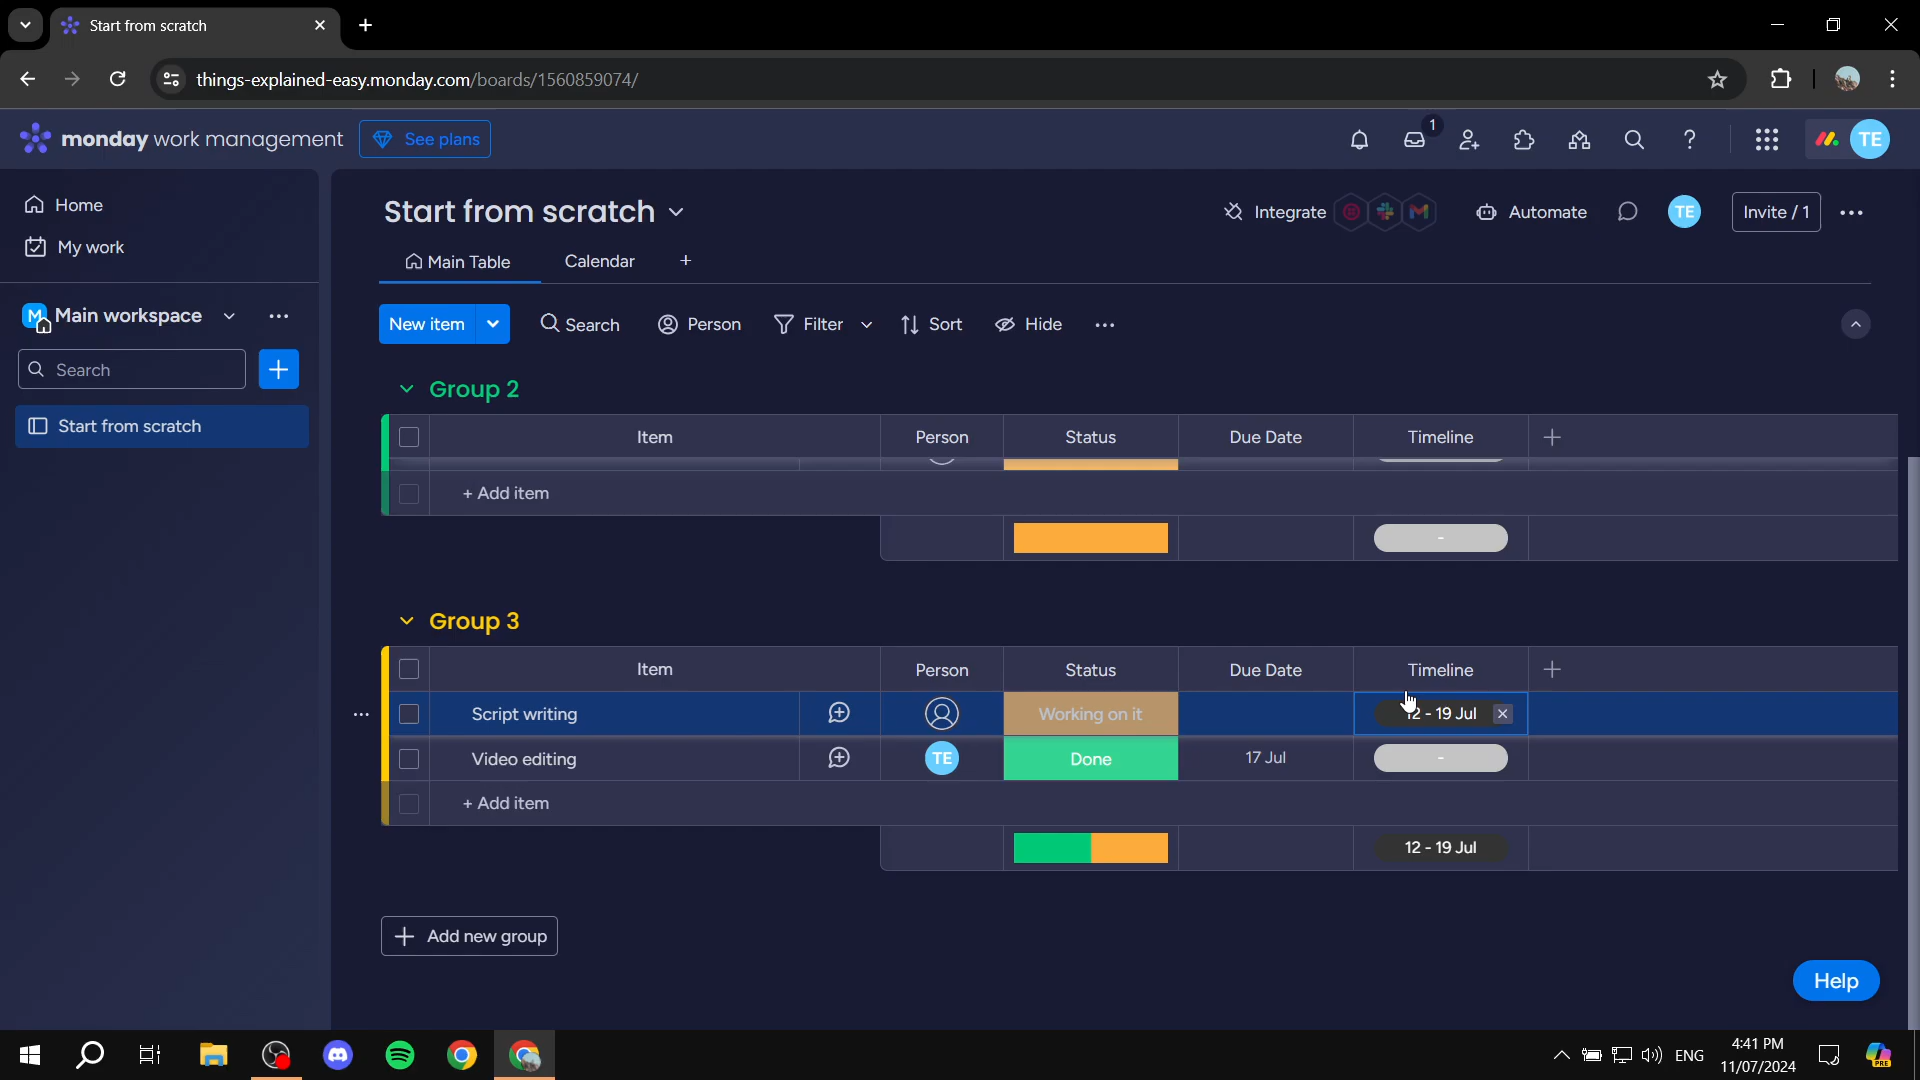 Start from scratch
things-explained-easy.monday.com/boards/1560859074/
monday work management
See plans
1
TE
Home
My work
M Main workspace
Search
Start from scratch
Start from scratch
Integrate
Automate
TE
Invite / 1
Main Table
Calendar
New item
Search
Person
Filter
Sort
Hide
Group 2
Item Person Status Due Date Timeline
+ Add item
-
Group 3
Item Person Status Due Date Timeline
Script writing Working on it 12 - 19 Jul
Video editing TE Done 17 Jul -
+ Add item
12 - 19 Jul
Add new group
Help
ENG
4:41 PM
11/07/2024
PRE